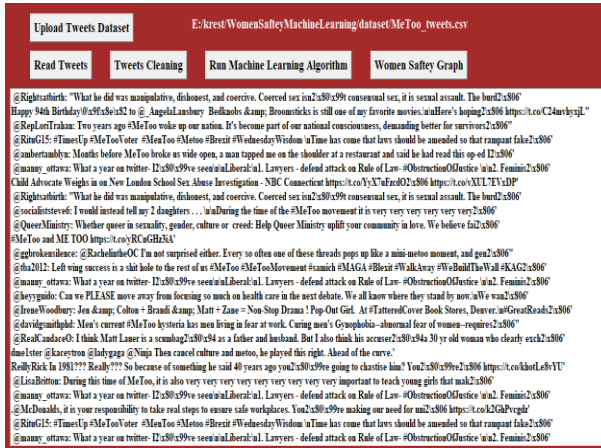 Upload Tweets Dataset
E:/krest/WomenSafteyMachineLearning/dataset/MeToo_tweets.csv
Read Tweets
Tweets Cleaning
Run Machine Learning Algorithm
Women Saftey Graph
@Rightsatbirth: "What he did was manipulative, dishonest, and coercive. Coerced sex isn2\x80\x99t consensual sex, it is sexual assault. The burd2\x806'
Happy 94th Birthday\0\x9f\x8e\x82 to @_AngelaLansbury  Bedknobs &amp; Broomsticks is still one of my favorite movies.\n\nHere's hoping2\x806 https://t.co/C24mvhyxjL"
@RepLoriTrahan: Two years ago #MeToo woke up our nation. It's become part of our national consciousness, demanding better for survivors2\x806"
@RituG15: #TimesUp #MeTooVoter  #MenToo #Metoo #Brexit #WednesdayWisdom \nTime has come that laws should be amended so that rampant fake2\x806'
@ambertamblyn: Months before MeToo broke us wide open, a man tapped me on the shoulder at a restaurant and said he had read this op-ed I2\x806'
@manny_ottawa: What a year on twitter- I2\x80\x99ve seen\n\nLiberal:\n1. Lawyers - defend attack on Rule of Law- #ObstructionOfJustice \n2. Feminis2\x806'
Child Advocate Weighs in on New London School Sex Abuse Investigation - NBC Connecticut https://t.co/VyX7uFzcdO2\x806 https://t.co/vXUL7EVtDP'
@Rightsatbirth: "What he did was manipulative, dishonest, and coercive. Coerced sex isn2\x80\x99t consensual sex, it is sexual assault. The burd2\x806'
@socialiststeve6: I would instead tell my 2 daughters . . . \n\nDuring the time of the #MeToo movement it is very very very very very very2\x806'
@QueerMinistry: Whether queer in sexuality, gender, culture or  creed: Help Queer Ministry uplift your community in love. We believe fai2\x806'
#MeToo and ME TOO https://t.co/yRCaGHz3iA'
@ggbrokensilence: @RachelintheOC I'm not surprised either. Every so often one of these threads pops up like a mini-metoo moment, and gen2\x806"
@tba2012: Left wing success is a shit hole to the rest of us #MeToo #MeTooMovement #samich #MAGA #Blexit #WalkAway #WeBuildTheWall #KAG2\x806'
@manny_ottawa: What a year on twitter- I2\x80\x99ve seen\n\nLiberal:\n1. Lawyers - defend attack on Rule of Law- #ObstructionOfJustice \n2. Feminis2\x806'
@heyyguido: Can we PLEASE move away from focusing so much on health care in the next debate. We all know where they stand by now.\nWe wan2\x806'
@IreneWoodbury: Jen &amp; Colton + Brandi &amp; Matt + Zane = Non-Stop Drama ! Pop-Out Girl.  At #TatteredCover Book Stores, Denver.\n#GreatReads2\x806'
@davidgsmithphd: Men's current #MeToo hysteria has men living in fear at work. Curing men's Gynophobia--abnormal fear of women--requires2\x806"
@RealCandaceO: I think Matt Lauer is a scumbag2\x80\x94 as a father and husband. But I also think his accuser2\x80\x94a 30 yr old woman who clearly exch2\x806'
dme1ster @kaceytron @ladygaga @Ninja Then cancel culture and metoo, he played this right. Ahead of the curve.'
ReillyRick In 1981??? Really??? So because of something he said 40 years ago you2\x80\x99re going to chastise him? You2\x80\x99re2\x806 https://t.co/khotLe8vYU'
@LisaBritton: During this time of MeToo, it is also very very very very very very very very very important to teach young girls that mak2\x806'
@manny_ottawa: What a year on twitter- I2\x80\x99ve seen\n\nLiberal:\n1. Lawyers - defend attack on Rule of Law- #ObstructionOfJustice \n2. Feminis2\x806'
.@McDonalds, it is your responsibility to take real steps to ensure safe workplaces. You2\x80\x99re making our need for uni2\x806 https://t.co/k2GhPvcgdr'
@RituG15: #TimesUp #MeTooVoter  #MenToo #Metoo #Brexit #WednesdayWisdom \nTime has come that laws should be amended so that rampant fake2\x806'
@manny_ottawa: What a year on twitter- I2\x80\x99ve seen\n\nLiberal:\n1. Lawyers - defend attack on Rule of Law- #ObstructionOfJustice \n2. Feminis2\x806'